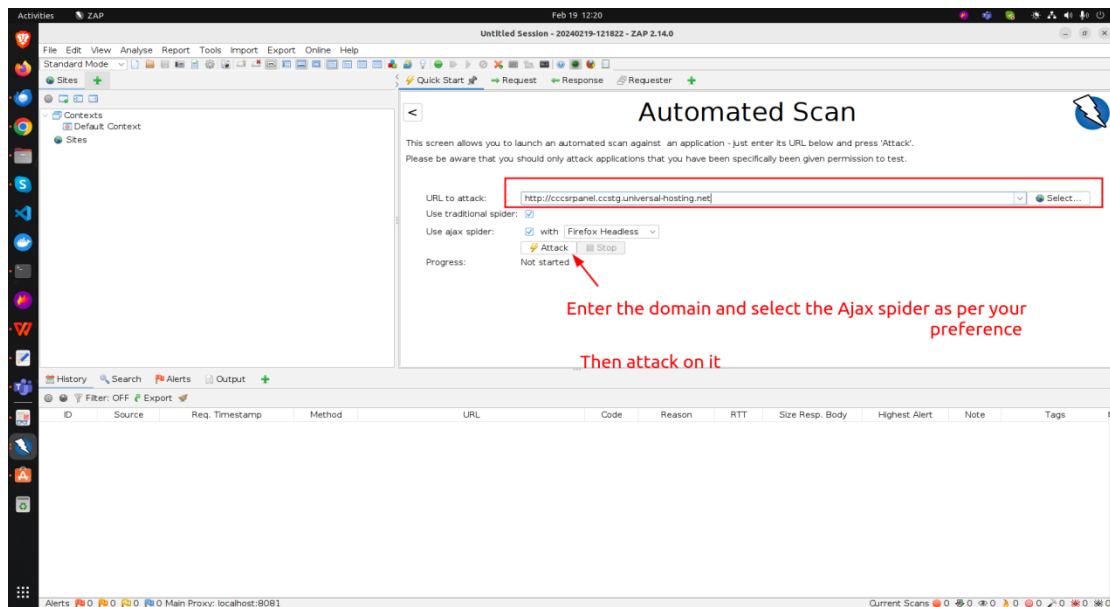 Activities ZAP Feb 19 12:20
Untitled Session - 20240219-121822 - ZAP 2.14.0
File Edit View Analyse Report Tools Import Export Online Help
Standard Mode
Sites
Quick Start Request Response Requester
Contexts
Default Context
Sites
<
Automated Scan
This screen allows you to launch an automated scan against an application - just enter its URL below and press 'Attack'.
Please be aware that you should only attack applications that you have been specifically been given permission to test.
URL to attack: http://cccsrpanel.ccstg.universal-hosting.net Select...
Use traditional spider:
Use ajax spider: with Firefox Headless
Attack Stop
Progress: Not started
Enter the domain and select the Ajax spider as per your
preference
Then attack on it
History Search Alerts Output
Filter: OFF Export
ID Source Req. Timestamp Method URL Code Reason RTT Size Resp. Body Highest Alert Note Tags
Alerts 0 0 0 0 Main Proxy: localhost:8081 Current Scans 0 0 0 0 0 0 0 0